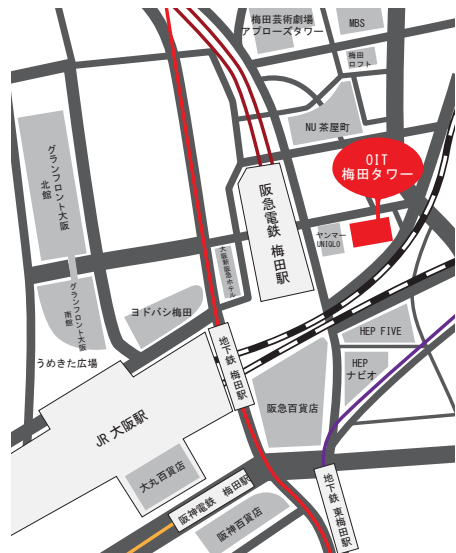 梅田芸術劇場
アプローズタワー
MBS
梅田
ロフト
NU 茶屋町
OIT
梅田タワー
グランフロント大阪
北館
阪急電鉄 梅田駅
ヤンマー
UNIQLO
大阪新阪急ホテル
グランフロント大阪
南館
ヨドバシ梅田
うめきた広場
地下鉄 梅田駅
HEP FIVE
HEP
ナビオ
阪急百貨店
JR 大阪駅
大丸百貨店
阪神電鉄 梅田駅
阪神百貨店
地下鉄 東梅田駅